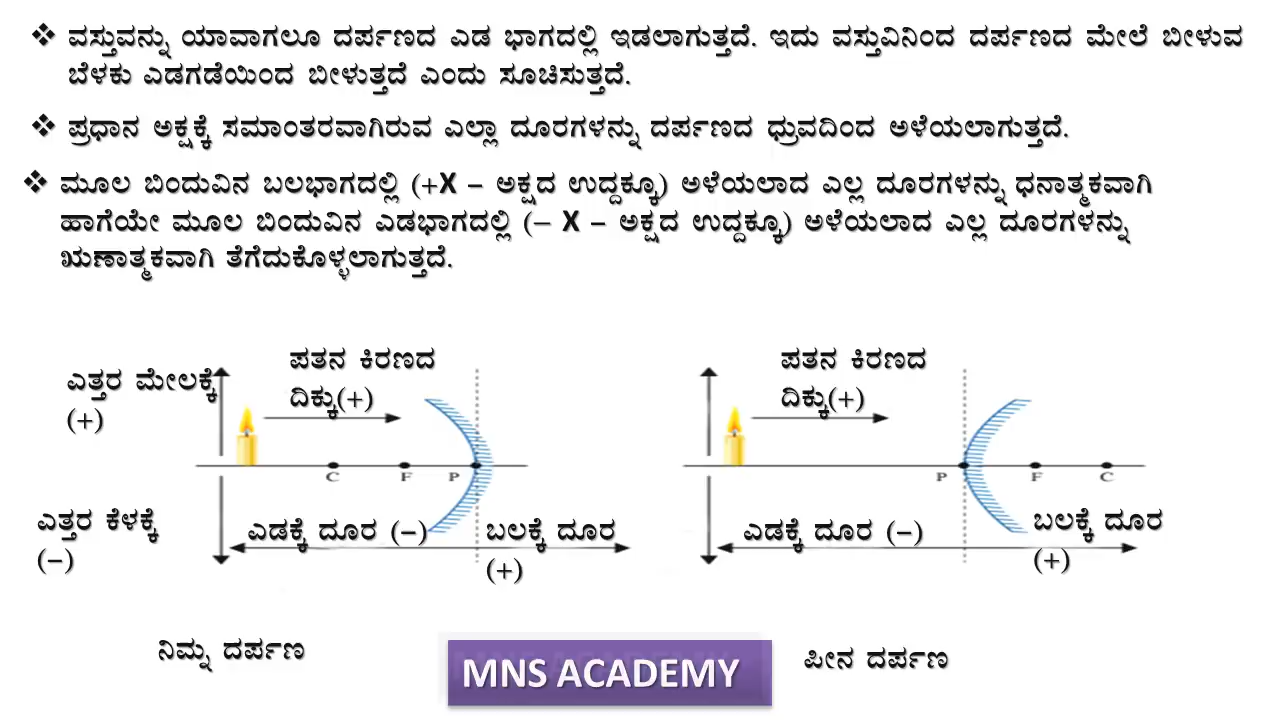 ❖ ವಸ್ತುವನ್ನು ಯಾವಾಗಲೂ ದರ್ಪಣದ ಎಡ ಭಾಗದಲ್ಲಿ ಇಡಲಾಗುತ್ತದೆ. ಇದು ವಸ್ತುವಿನಿಂದ ದರ್ಪಣದ ಮೇಲೆ ಬೀಳುವ
ಬೆಳಕು ಎಡಗಡೆಯಿಂದ ಬೀಳುತ್ತದೆ ಎಂದು ಸೂಚಿಸುತ್ತದೆ.
❖ ಪ್ರಧಾನ ಅಕ್ಷಕ್ಕೆ ಸಮಾಂತರವಾಗಿರುವ ಎಲ್ಲಾ ದೂರಗಳನ್ನು ದರ್ಪಣದ ಧ್ರುವದಿಂದ ಅಳೆಯಲಾಗುತ್ತದೆ.
❖ ಮೂಲ ಬಿಂದುವಿನ ಬಲಭಾಗದಲ್ಲಿ (+X – ಅಕ್ಷದ ಉದ್ದಕ್ಕೂ) ಅಳೆಯಲಾದ ಎಲ್ಲ ದೂರಗಳನ್ನು ಧನಾತ್ಮಕವಾಗಿ
ಹಾಗೆಯೇ ಮೂಲ ಬಿಂದುವಿನ ಎಡಭಾಗದಲ್ಲಿ (– X – ಅಕ್ಷದ ಉದ್ದಕ್ಕೂ) ಅಳೆಯಲಾದ ಎಲ್ಲ ದೂರಗಳನ್ನು
ಋಣಾತ್ಮಕವಾಗಿ ತೆಗೆದುಕೊಳ್ಳಲಾಗುತ್ತದೆ.
ಎತ್ತರ ಮೇಲಕ್ಕೆ
(+)
ಪತನ ಕಿರಣದ
ದಿಕ್ಕು(+)
C F P
ಎತ್ತರ ಕೆಳಕ್ಕೆ
(–)
ಎಡಕ್ಕೆ ದೂರ (–)
ಬಲಕ್ಕೆ ದೂರ
(+)
ನಿಮ್ನ ದರ್ಪಣ
ಪತನ ಕಿರಣದ
ದಿಕ್ಕು(+)
P F C
ಎಡಕ್ಕೆ ದೂರ (–)
ಬಲಕ್ಕೆ ದೂರ
(+)
ಪೀನ ದರ್ಪಣ
MNS ACADEMY